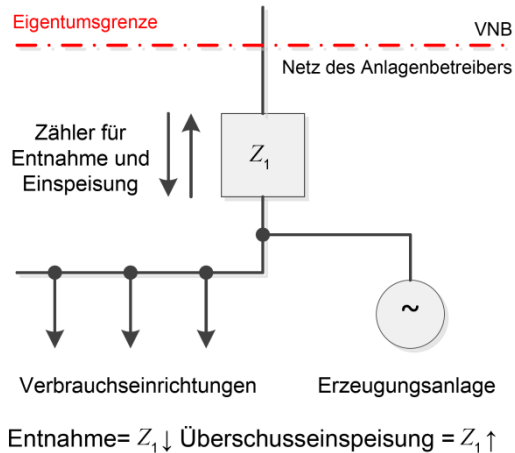 Eigentumsgrenze
VNB
Netz des Anlagenbetreibers
Zähler für
Entnahme und
Einspeisung
Z₁
~
Verbrauchseinrichtungen
Erzeugungsanlage
Entnahme= Z₁↓ Überschusseinspeisung = Z₁↑